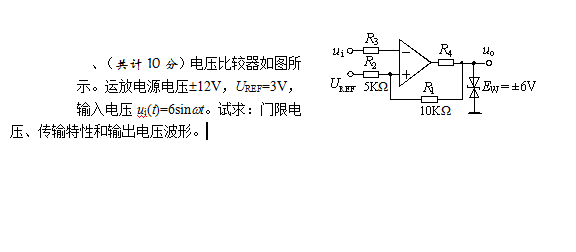 、（共计 10 分）电压比较器如图所
示。运放电源电压±12V，UREF=3V，
输入电压 ui(t)=6sinωt。试求：门限电
压、传输特性和输出电压波形。
ui
R3
R2
UREF
5KΩ
−
+
R4
uo
R1
10KΩ
EW=±6V